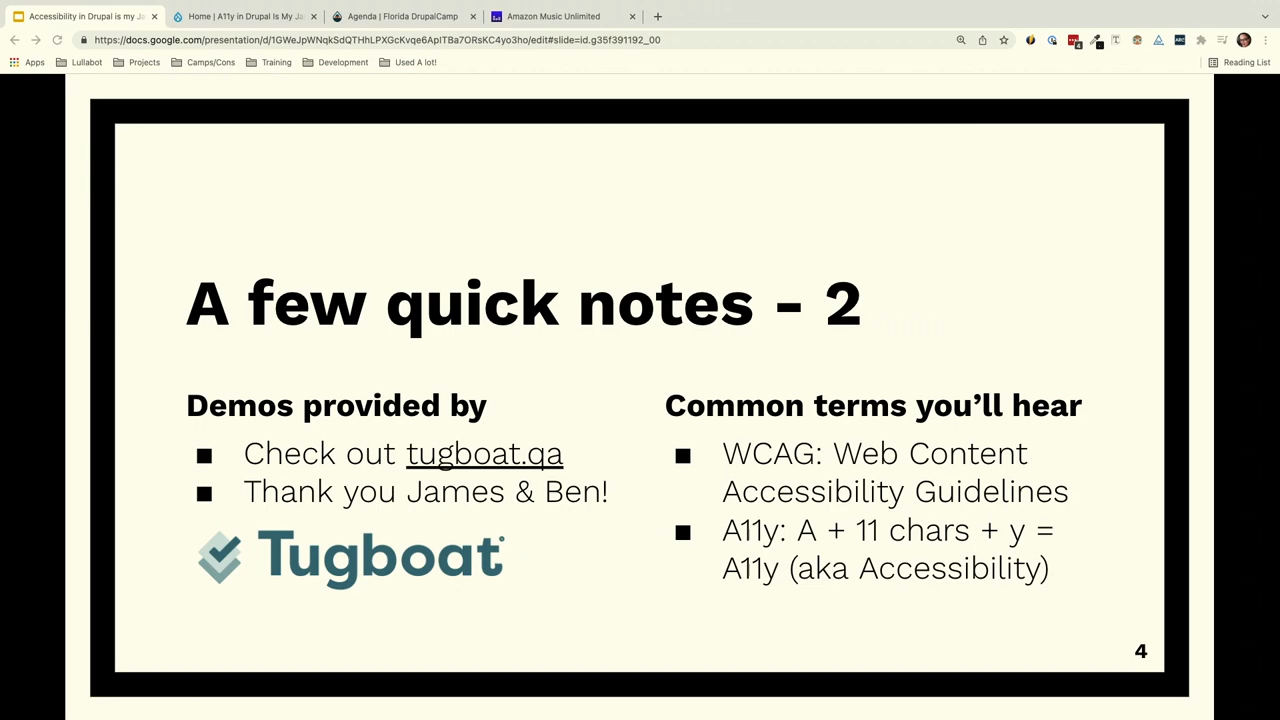 Accessibility in Drupal is my Ja
Home | A11y in Drupal Is My Ja
Agenda | Florida DrupalCamp
Amazon Music Unlimited
https://docs.google.com/presentation/d/1GWeJpWNqkSdQTHhLPXGcKvqe6ApITBa7ORsKC4yo3ho/edit#slide=id.g35f391192_00
Apps Lullabot Projects Camps/Cons Training Development Used A lot! Reading List
A few quick notes - 2
Demos provided by
■ Check out tugboat.qa
■ Thank you James & Ben!
Tugboat
Common terms you’ll hear
■ WCAG: Web Content
Accessibility Guidelines
■ A11y: A + 11 chars + y =
A11y (aka Accessibility)
4